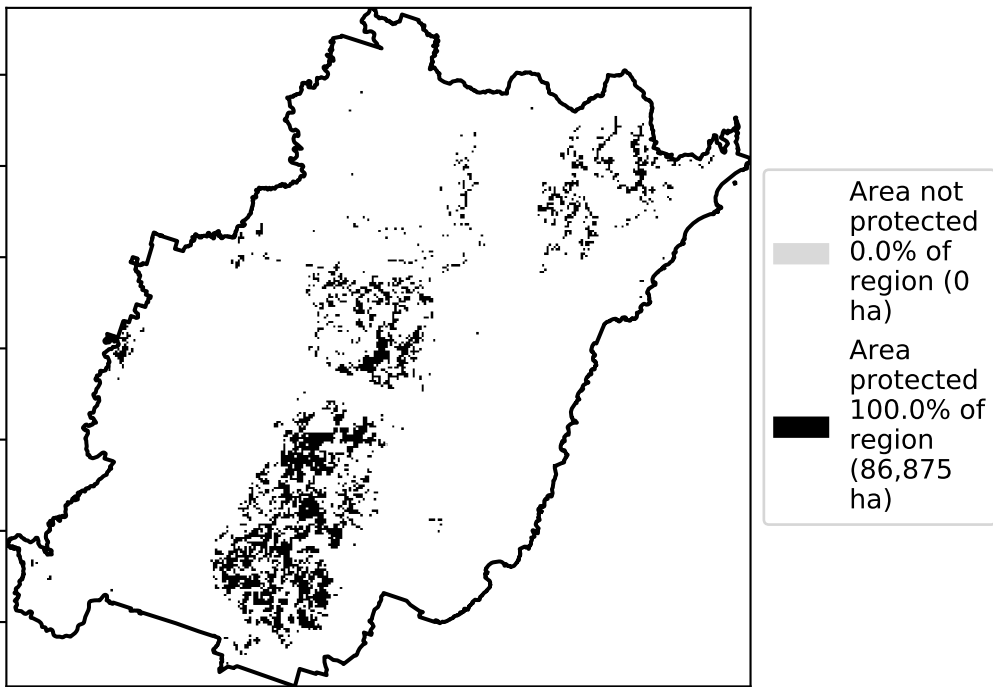 Area not
protected
0.0% of
region (0
ha)
Area
protected
100.0% of
region
(86,875
ha)